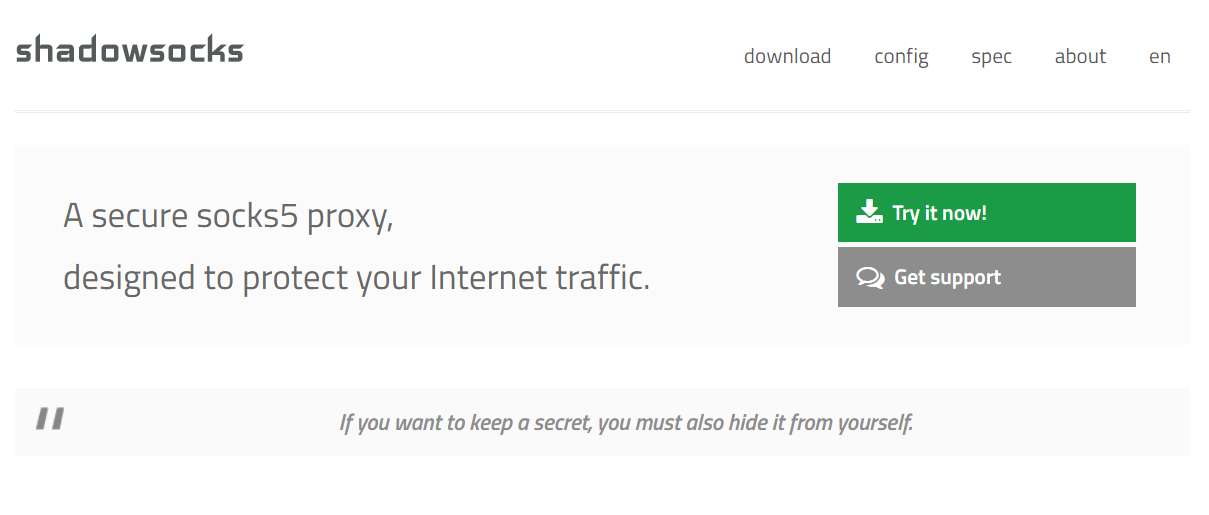 shadowsocks
download config spec about en
A secure socks5 proxy,
designed to protect your Internet traffic.
Try it now!
Get support
"
If you want to keep a secret, you must also hide it from yourself.